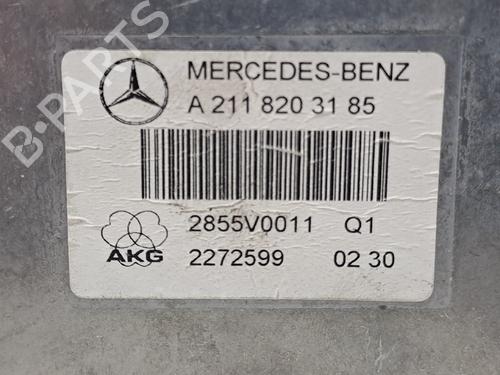 B·PARTS
MERCEDES-BENZ
A 211 820 31 85
2855V0011 Q1
AKG
2272599 02 30